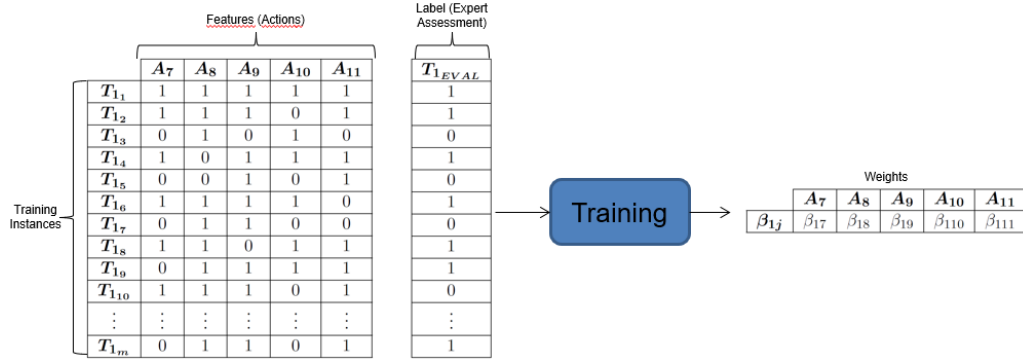 Features (Actions)
Label (Expert
Assessment)
A7 A8 A9 A10 A11
T1EVAL
T11 1 1 1 1 1 1
T12 1 1 1 0 1 1
T13 0 1 0 1 0 0
T14 1 0 1 1 1 1
T15 0 0 1 0 1 0
T16 1 1 1 1 0 1
T17 0 1 1 0 0 0
T18 1 1 0 1 1 1
T19 0 1 1 1 1 1
T110 1 1 1 0 1 0
⋮ ⋮ ⋮ ⋮ ⋮ ⋮ ⋮
T1m 0 1 1 0 1 1
Training
Instances
Training
Weights
A7 A8 A9 A10 A11
β1j β17 β18 β19 β110 β111